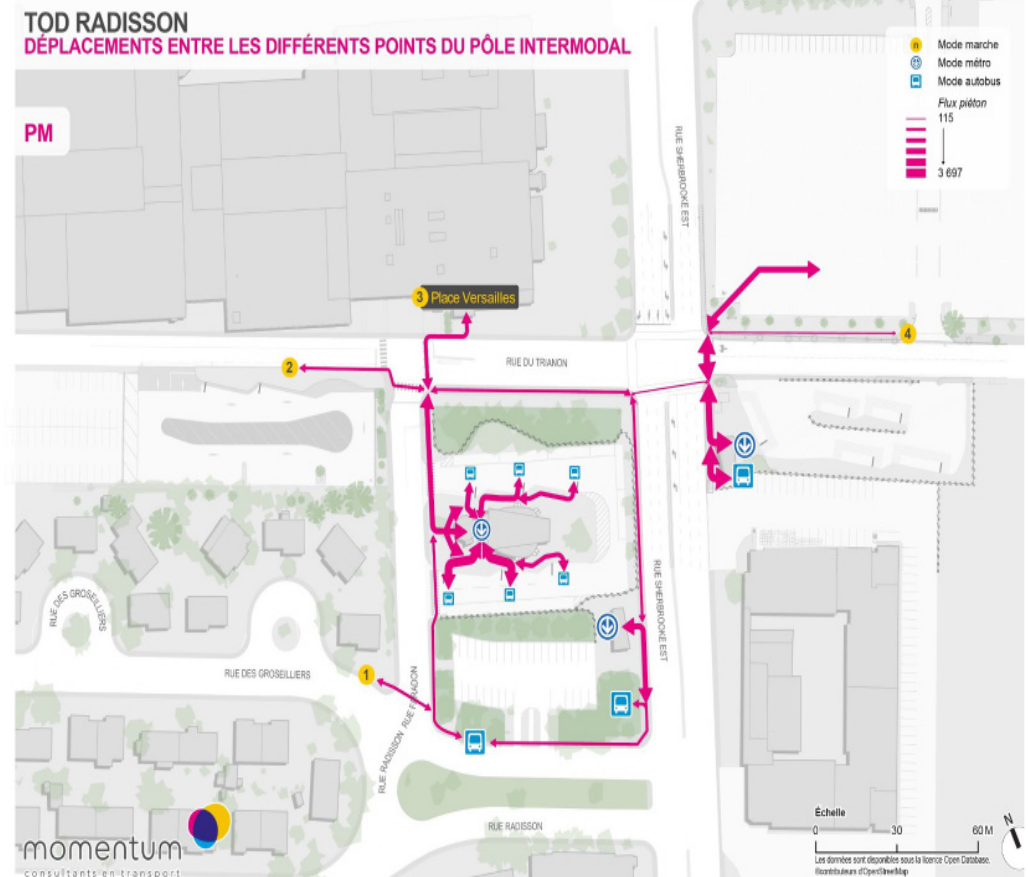 TOD RADISSON
DÉPLACEMENTS ENTRE LES DIFFÉRENTS POINTS DU PÔLE INTERMODAL
PM
n Mode marche
Mode métro
Mode autobus
Flux piéton
115
3 697
RUE SHERBROOKE EST
3 Place Versailles
4
RUE DU TRIANON
2
RUE DES GROSEILLIERS
RUE SHERBROOKE EST
RUE DES GROSEILLIERS
1
RUE RADISSON
RUE RADISSON
Échelle
0 30 60 M
N
Les données sont disponibles sous la licence Open Database,
©contributeurs d'OpenStreetMap
momentum
consultants en transport